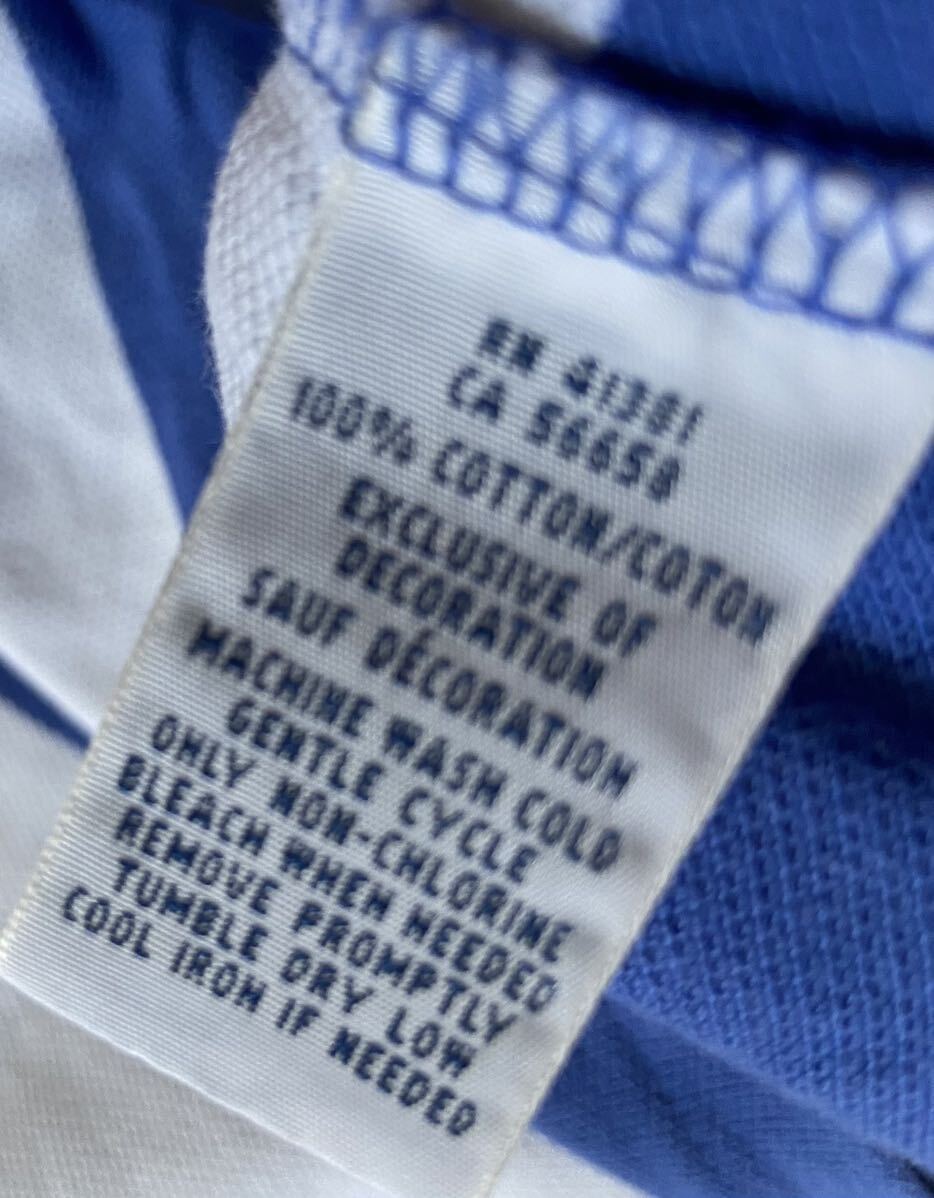 RN 41381
CA 56658
100% COTTON/COTON
EXCLUSIVE OF
DECORATION
SAUF DÉCORATION
MACHINE WASH COLD
GENTLE CYCLE
ONLY NON-CHLORINE
BLEACH WHEN NEEDED
REMOVE PROMPTLY
TUMBLE DRY LOW
COOL IRON IF NEEDED